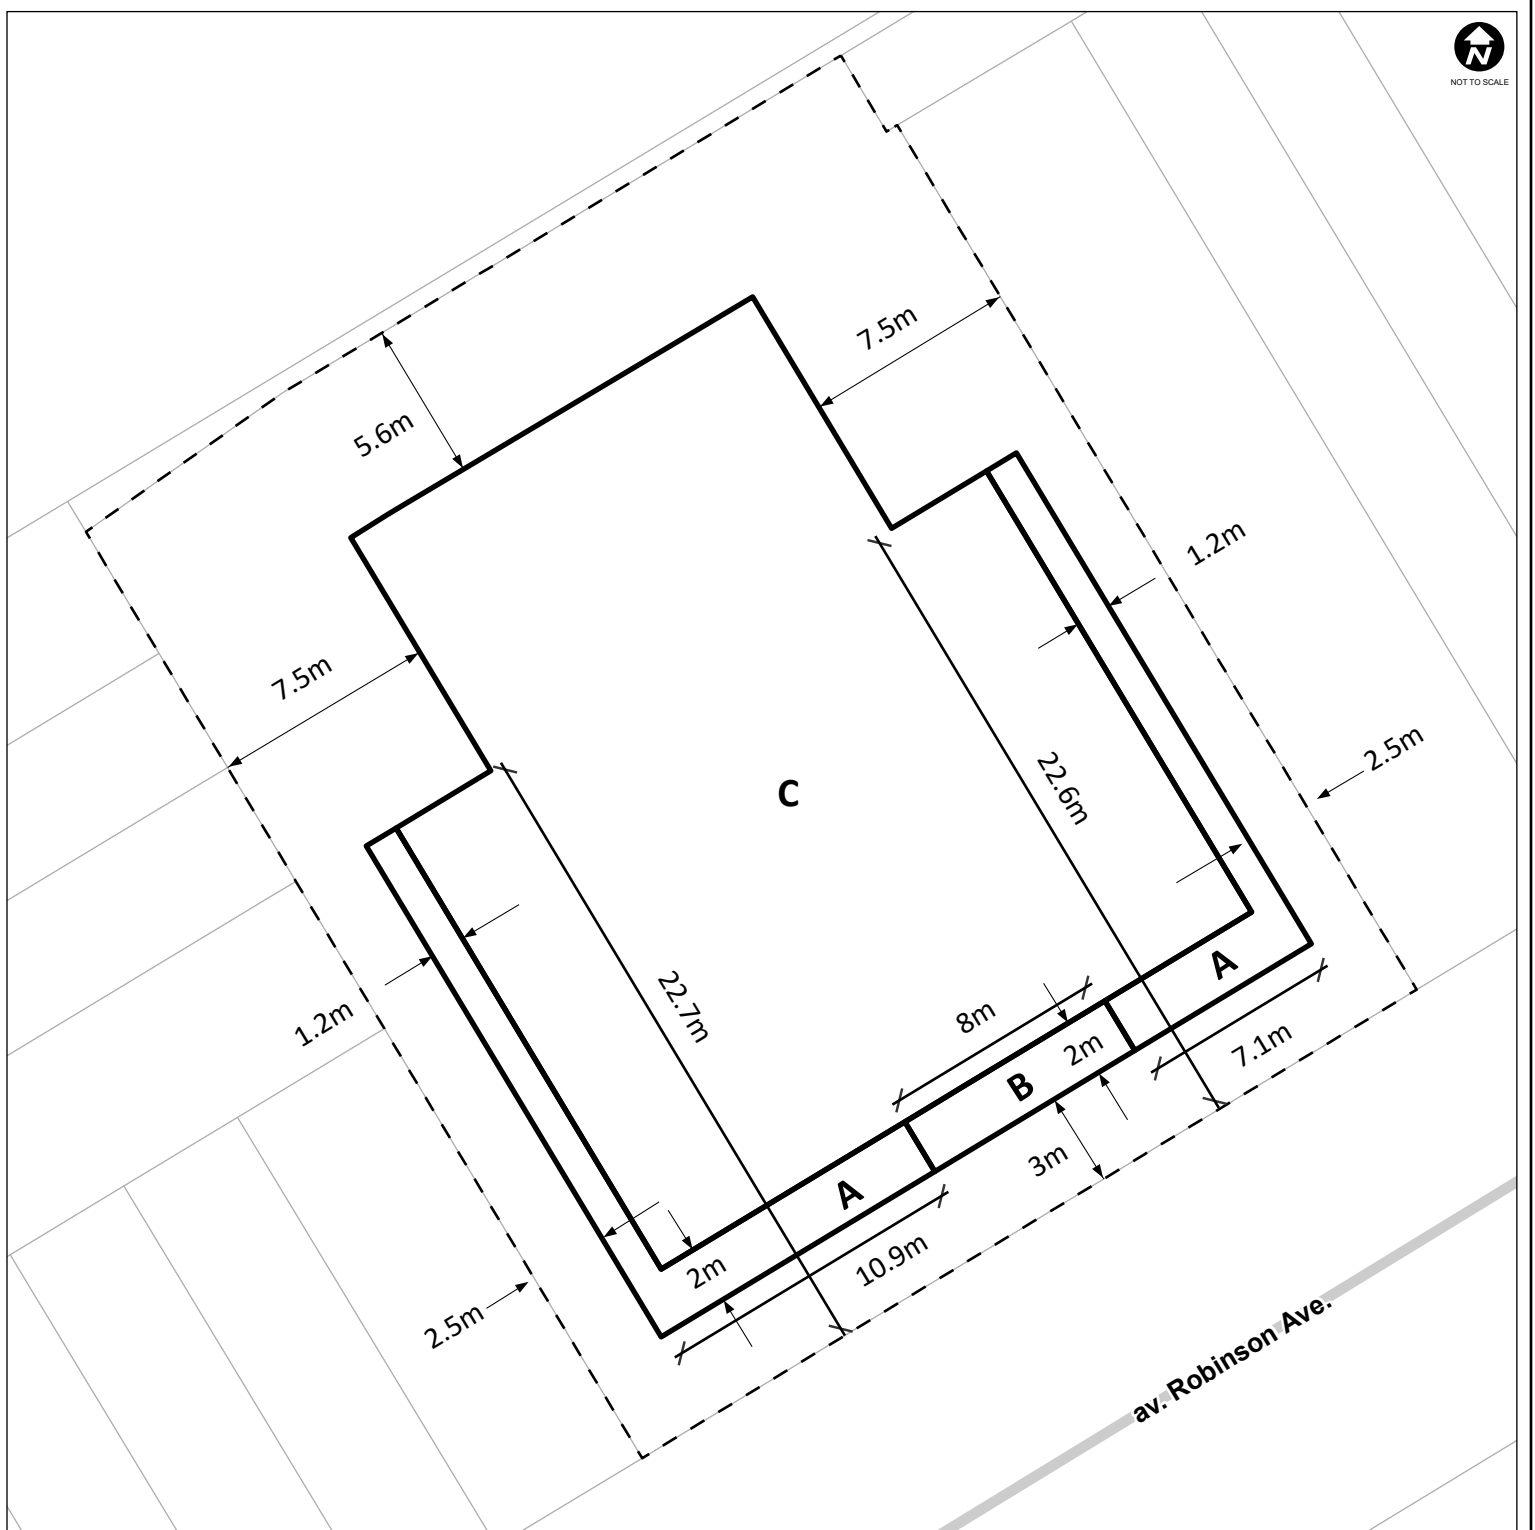 N
NOT TO SCALE
7.5m
5.6m
1.2m
7.5m
2.5m
22.6m
C
A
22.7m
8m
1.2m
2m
7.1m
B
3m
A
10.9m
2m
2.5m
av. Robinson Ave.